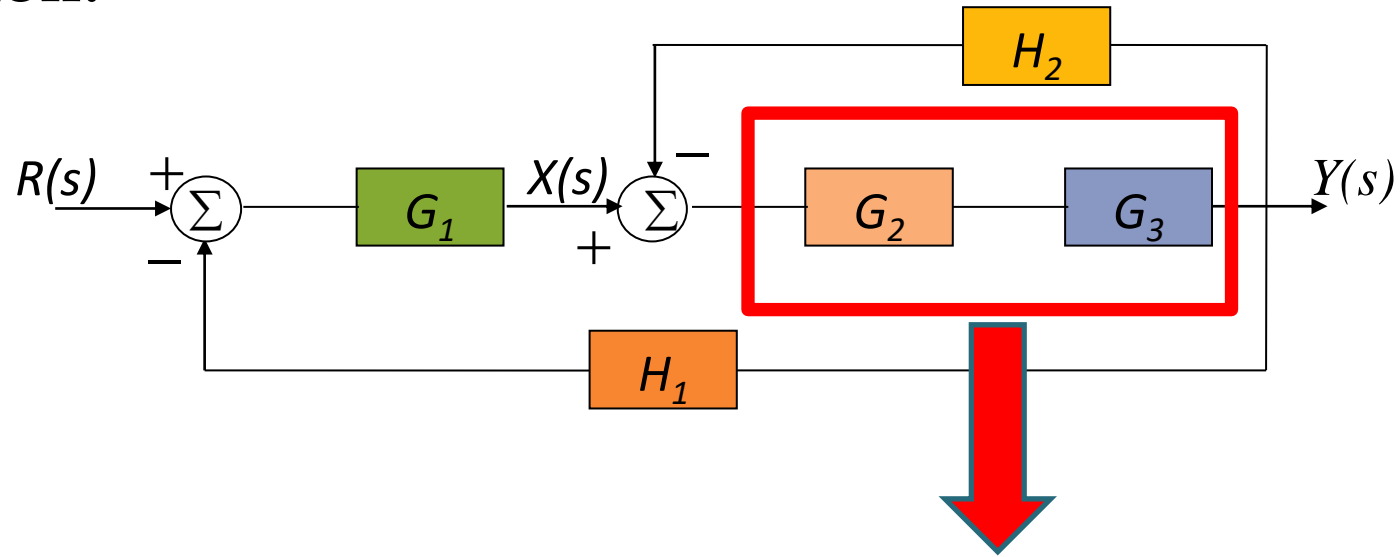 H₂
R(s) + Σ G₁ X(s) + Σ − G₂ G₃ Y(s)
−
H₁